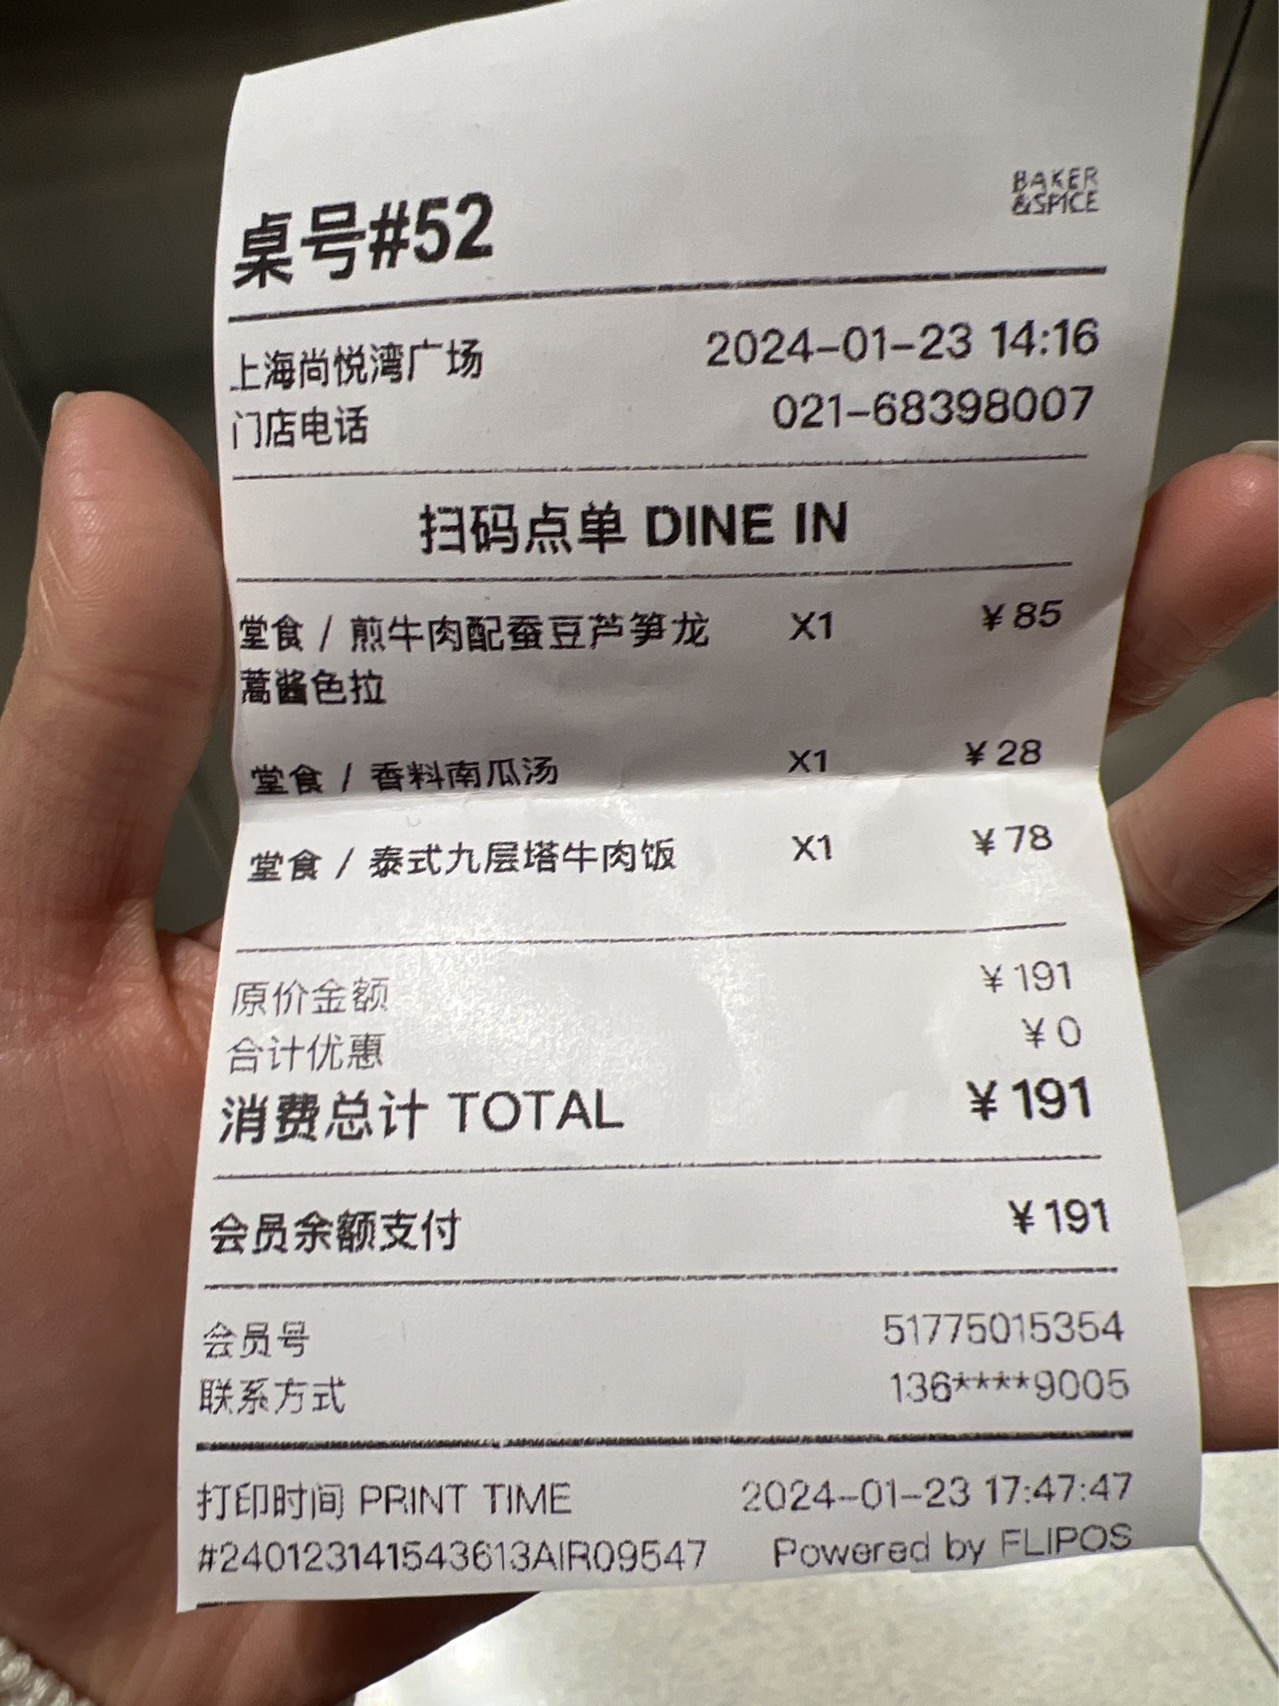 桌号#52
BAKER
&SPICE
上海尚悦湾广场 2024-01-23 14:16
门店电话 021-68398007
扫码点单 DINE IN
堂食 / 煎牛肉配蚕豆芦笋龙 X1 ¥85
蒿酱色拉
堂食 / 香料南瓜汤 X1 ¥28
堂食 / 泰式九层塔牛肉饭 X1 ¥78
原价金额 ¥191
合计优惠 ¥0
消费总计 TOTAL ¥191
会员余额支付 ¥191
会员号 51775015354
联系方式 136****9005
打印时间 PRINT TIME 2024-01-23 17:47:47
#240123141543613AIR09547 Powered by FLIPOS